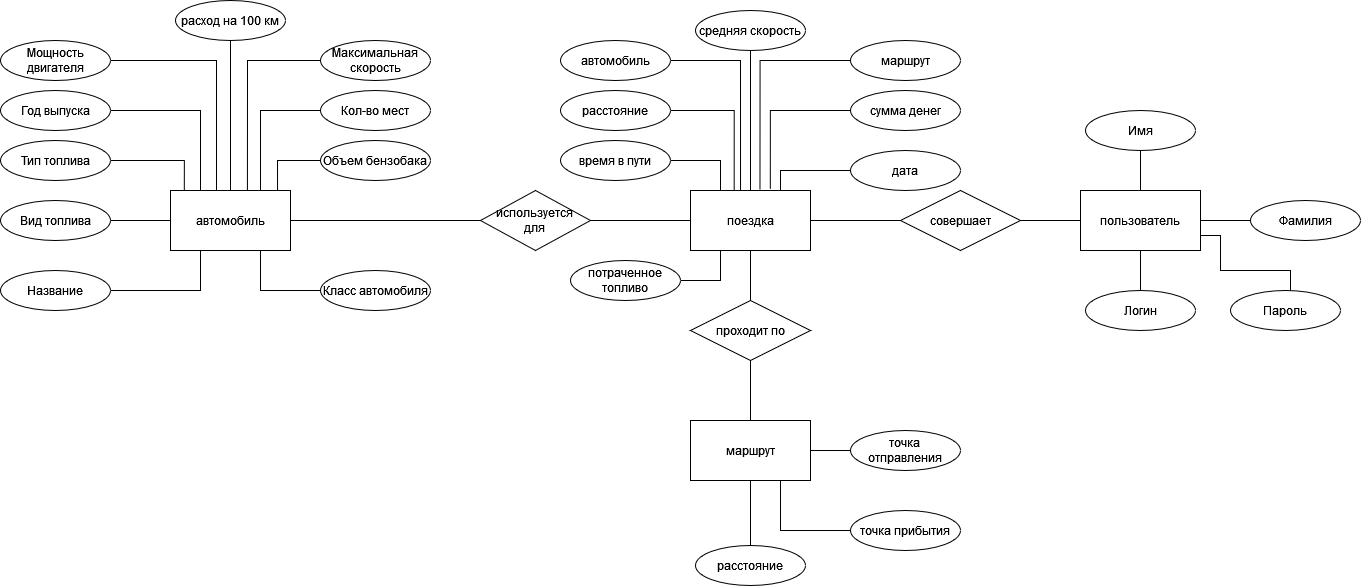 расход на 100 км
средняя скорость
Мощность
двигателя
Максимальная
скорость
автомобиль
маршрут
Год выпуска
Кол-во мест
расстояние
сумма денег
Имя
Тип топлива
Объем бензобака
время в пути
дата
Вид топлива
автомобиль
используется
для
поездка
совершает
пользователь
Фамилия
Название
Класс автомобиля
потраченное
топливо
Логин
Пароль
проходит по
маршрут
точка
отправления
точка прибытия
расстояние